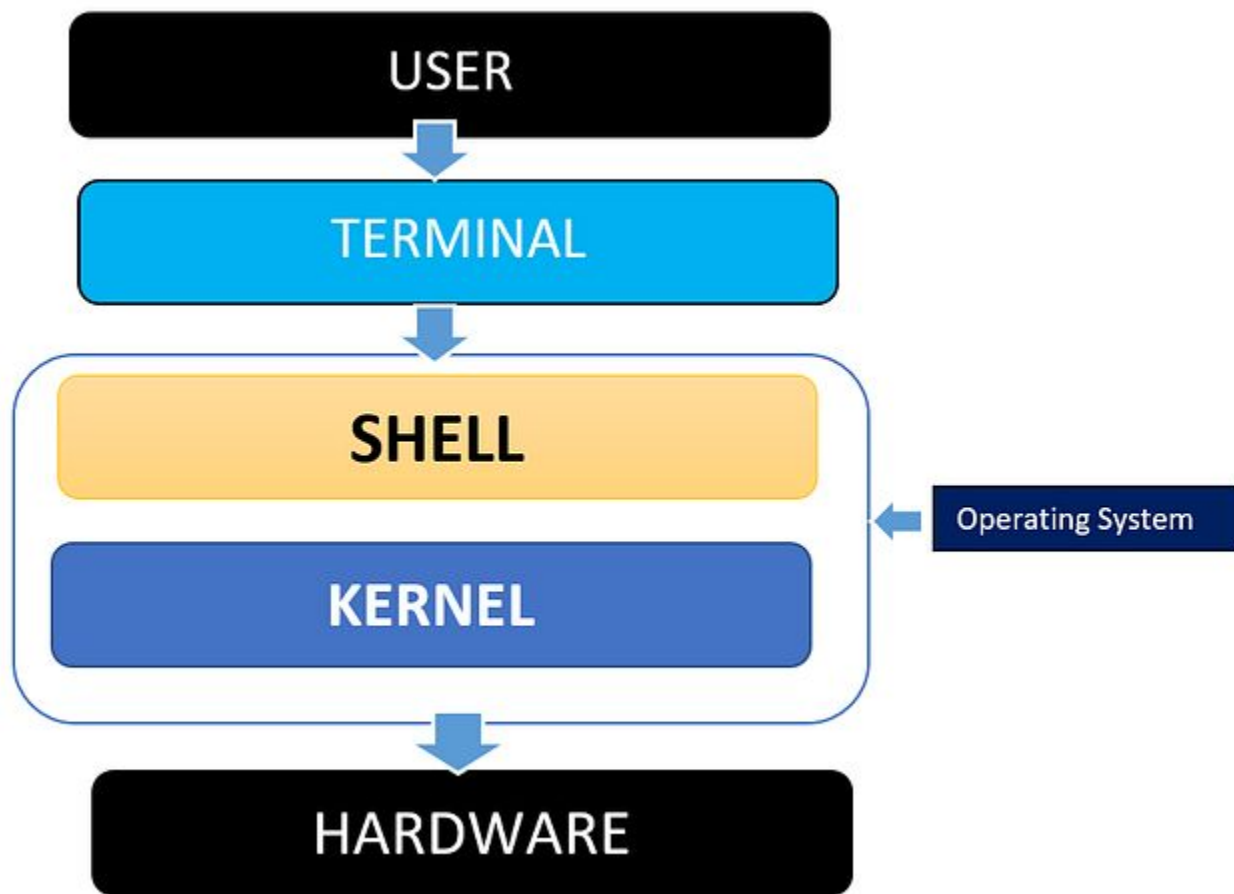 USER
TERMINAL
SHELL
Operating System
KERNEL
HARDWARE